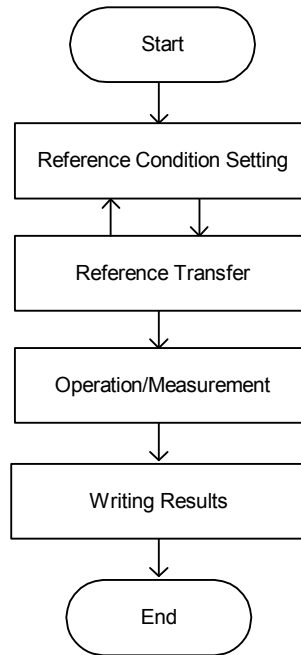 Start
Reference Condition Setting
Reference Transfer
Operation/Measurement
Writing Results
End